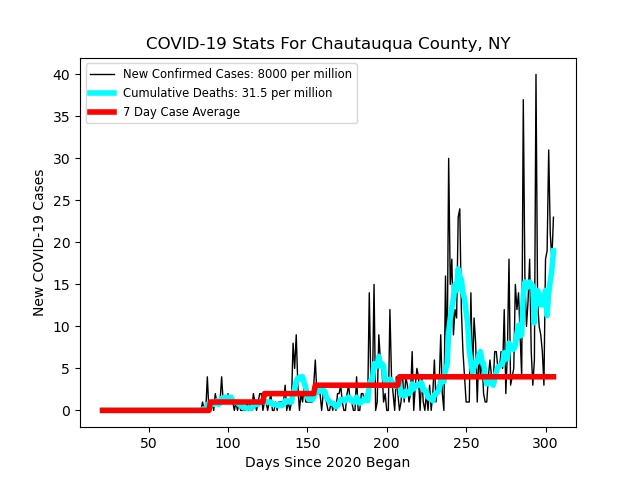 COVID-19 Stats For Chautauqua County, NY
New Confirmed Cases: 8000 per million
Cumulative Deaths: 31.5 per million
7 Day Case Average
New COVID-19 Cases
40
35
30
25
20
15
10
5
0
50
100
150
200
250
300
Days Since 2020 Began